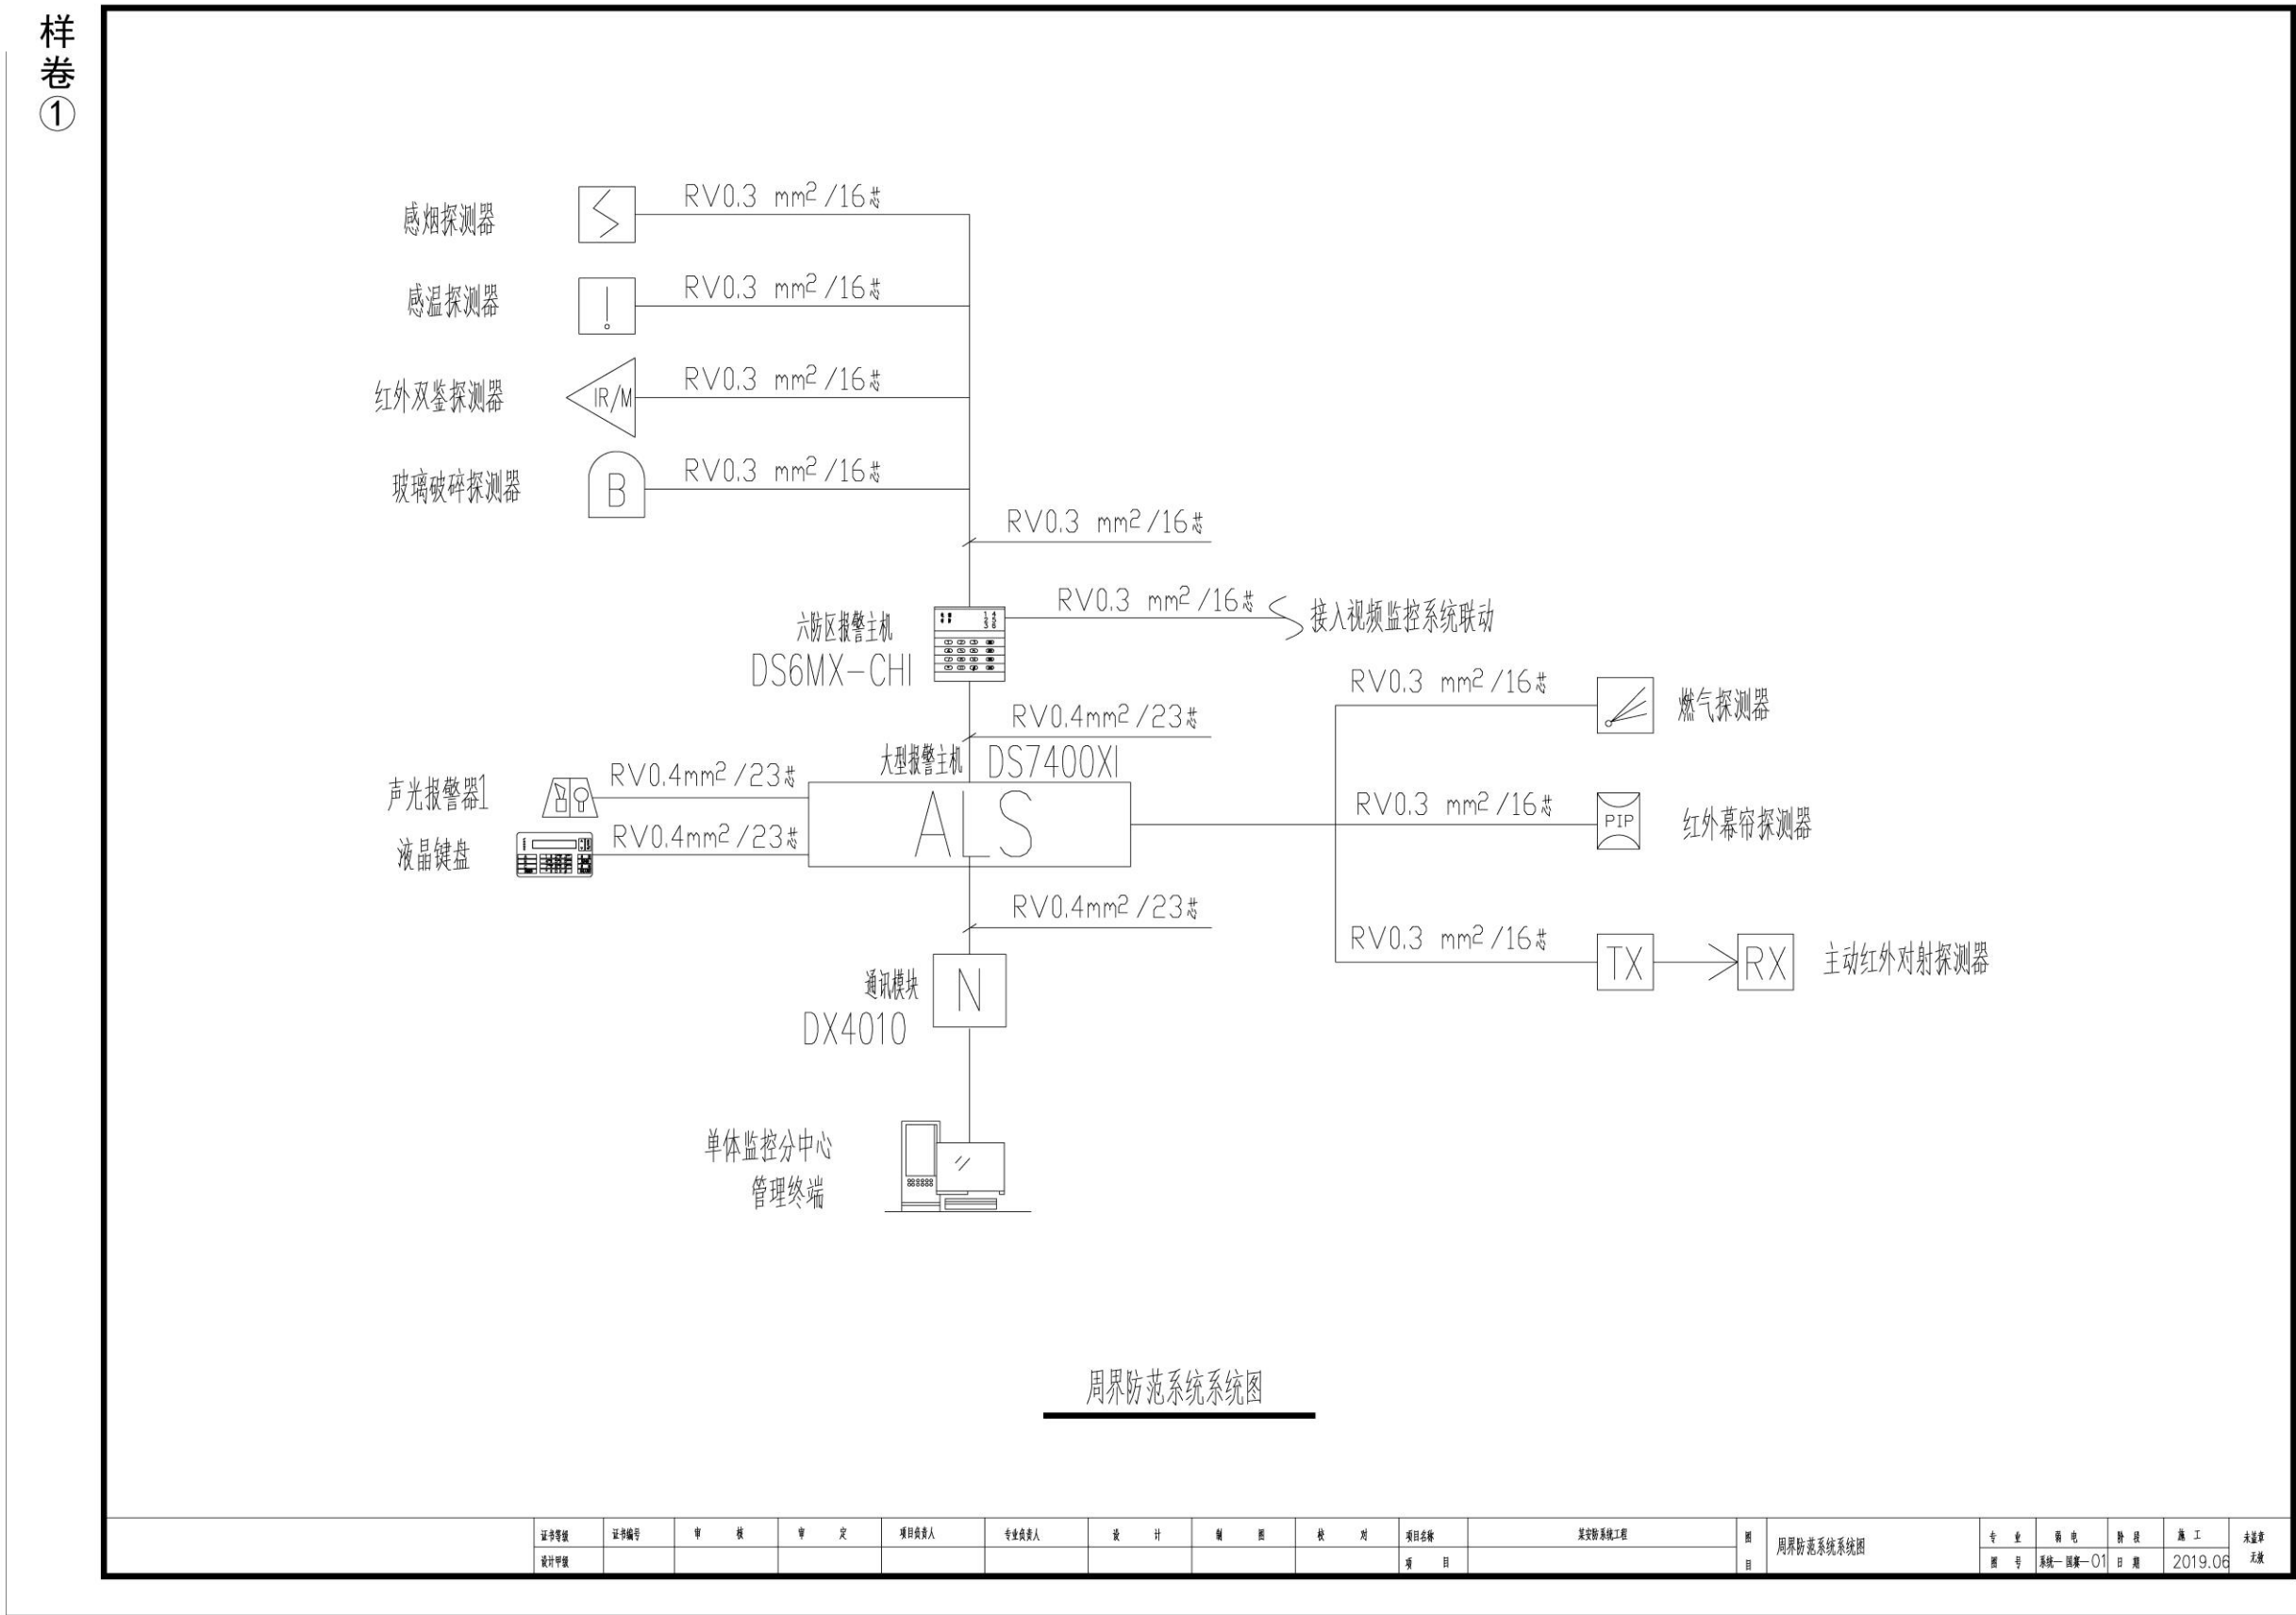 样卷①
感烟探测器
RV0.3 mm²/16芯
感温探测器
RV0.3 mm²/16芯
红外双鉴探测器
IR/M
RV0.3 mm²/16芯
玻璃破碎探测器
B
RV0.3 mm²/16芯
RV0.3 mm²/16芯
六防区报警主机
DS6MX-CHI
RV0.3 mm²/16芯
接入视频监控系统联动
RV0.4mm²/23芯
大型报警主机 DS7400XI
ALS
声光报警器1
RV0.4mm²/23芯
液晶键盘
RV0.4mm²/23芯
RV0.3 mm²/16芯
燃气探测器
RV0.3 mm²/16芯
PIP
红外幕帘探测器
RV0.3 mm²/16芯
TX
RX
主动红外对射探测器
RV0.4mm²/23芯
通讯模块
DX4010
N
单体监控分中心
管理终端
周界防范系统系统图
证书等级 证书编号 审 核 审 定 项目负责人 专业负责人 设 计 制 图 校 对 项目名称 某安防系统工程 图 专 业 弱 电 阶 段 施 工 未盖章
周界防范系统系统图
设计甲级 项 目 目 图 号 系统—国赛—01 日 期 2019.06 无效